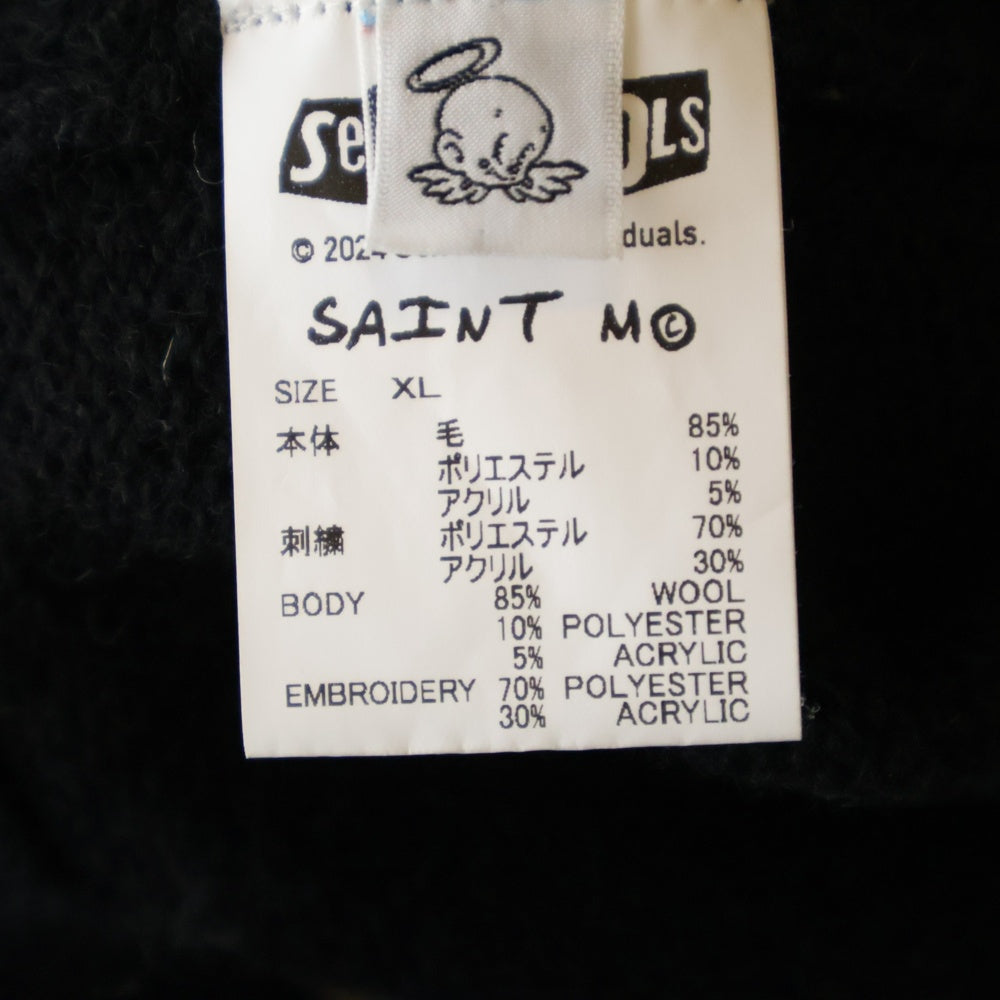 © 2024
duals.
SAINT M©
SIZE XL
本体 毛 85%
ポリエステル 10%
アクリル 5%
刺繍 ポリエステル 70%
アクリル 30%
BODY 85% WOOL
10% POLYESTER
5% ACRYLIC
EMBROIDERY 70% POLYESTER
30% ACRYLIC